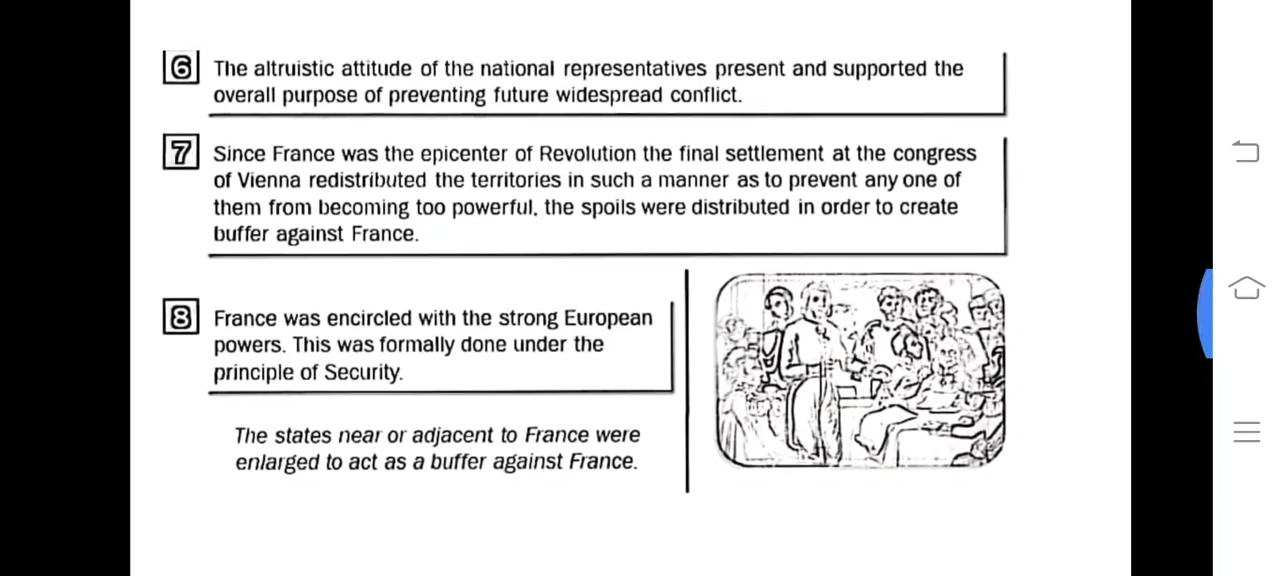 6 The altruistic attitude of the national representatives present and supported the
overall purpose of preventing future widespread conflict.
7 Since France was the epicenter of Revolution the final settlement at the congress
of Vienna redistributed the territories in such a manner as to prevent any one of
them from becoming too powerful, the spoils were distributed in order to create
buffer against France.
8 France was encircled with the strong European
powers. This was formally done under the
principle of Security.
The states near or adjacent to France were
enlarged to act as a buffer against France.